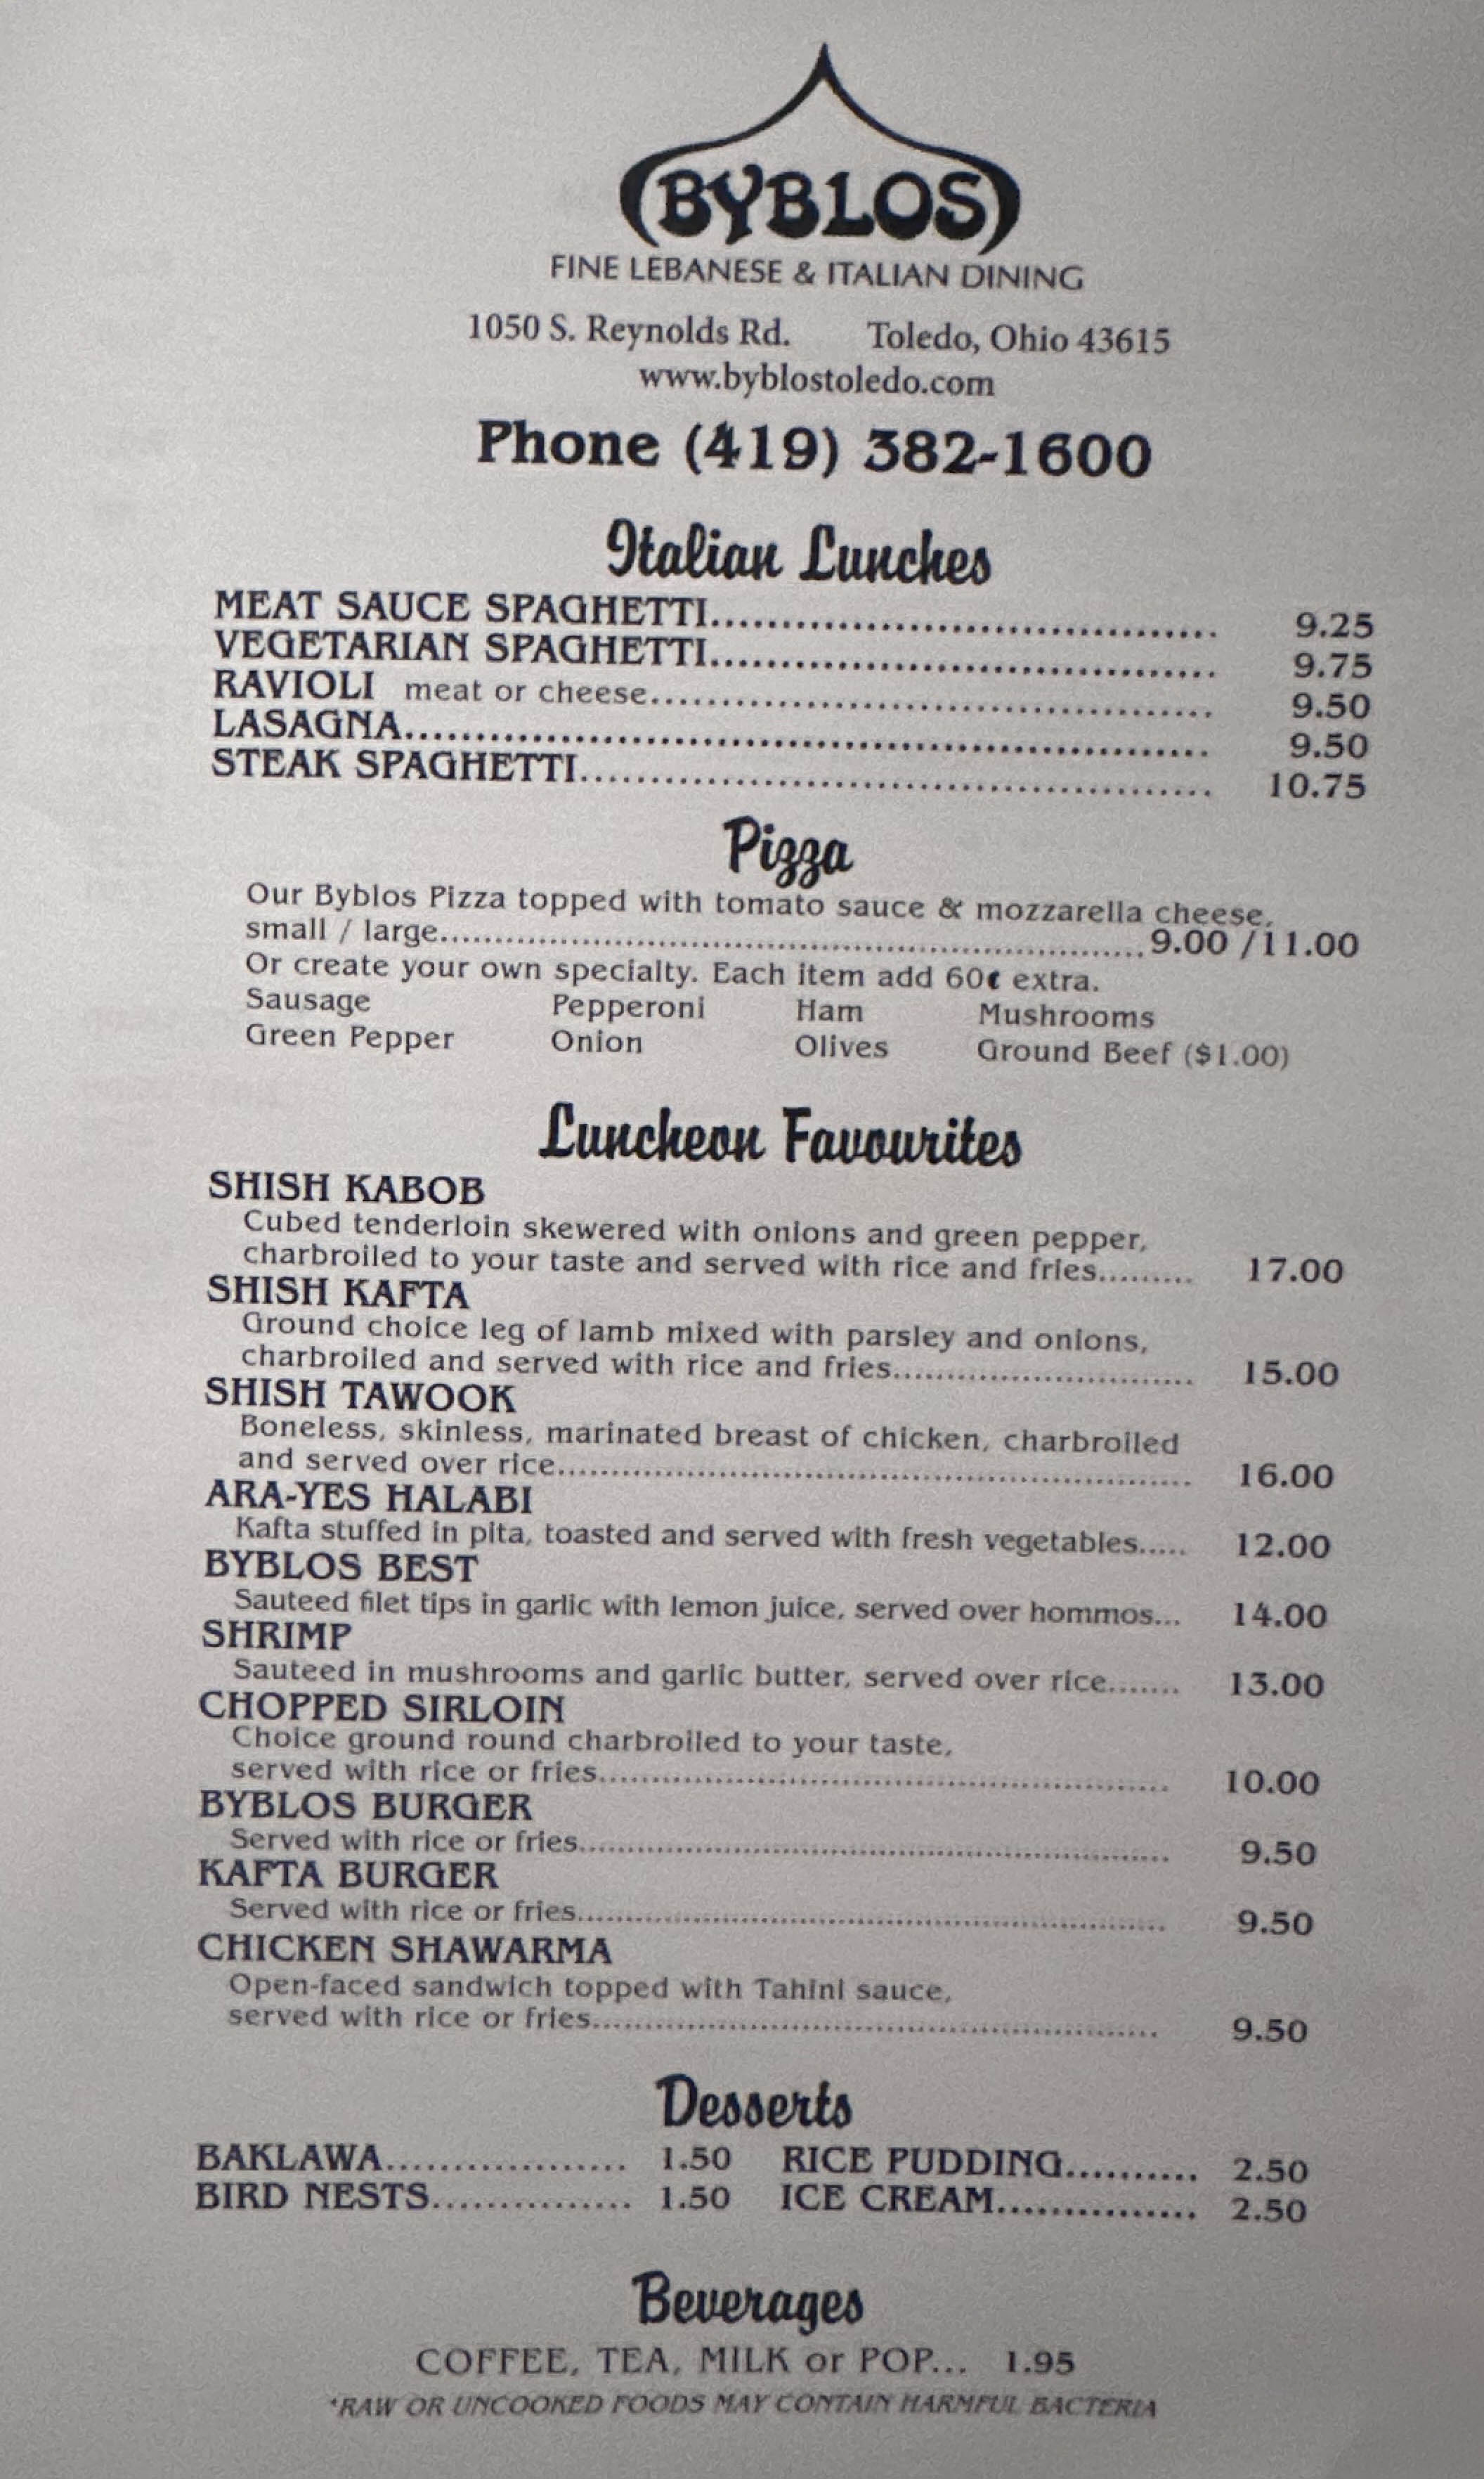 BYBLOS
FINE LEBANESE & ITALIAN DINING
1050 S. Reynolds Rd. Toledo, Ohio 43615
www.byblostoledo.com
Phone (419) 382-1600
Italian Lunches
MEAT SAUCE SPAGHETTI................................... 9.25
VEGETARIAN SPAGHETTI................................... 9.75
RAVIOLI meat or cheese....................................... 9.50
LASAGNA........................................................ 9.50
STEAK SPAGHETTI............................................ 10.75
Pizza
Our Byblos Pizza topped with tomato sauce & mozzarella cheese,
small / large.................................................................9.00 /11.00
Or create your own specialty. Each item add 60¢ extra.
Sausage Pepperoni Ham Mushrooms
Green Pepper Onion Olives Ground Beef ($1.00)
Luncheon Favourites
SHISH KABOB
Cubed tenderloin skewered with onions and green pepper,
charbroiled to your taste and served with rice and fries......... 17.00
SHISH KAFTA
Ground choice leg of lamb mixed with parsley and onions,
charbroiled and served with rice and fries............................ 15.00
SHISH TAWOOK
Boneless, skinless, marinated breast of chicken, charbroiled
and served over rice............................................................ 16.00
ARA-YES HALABI
Kafta stuffed in pita, toasted and served with fresh vegetables..... 12.00
BYBLOS BEST
Sauteed filet tips in garlic with lemon juice, served over hommos... 14.00
SHRIMP
Sauteed in mushrooms and garlic butter, served over rice....... 13.00
CHOPPED SIRLOIN
Choice ground round charbroiled to your taste,
served with rice or fries...................................................... 10.00
BYBLOS BURGER
Served with rice or fries........................................................ 9.50
KAFTA BURGER
Served with rice or fries........................................................ 9.50
CHICKEN SHAWARMA
Open-faced sandwich topped with Tahini sauce,
served with rice or fries...................................................... 9.50
Desserts
BAKLAWA................... 1.50 RICE PUDDING.......... 2.50
BIRD NESTS............... 1.50 ICE CREAM................ 2.50
Beverages
COFFEE, TEA, MILK or POP... 1.95
*RAW OR UNCOOKED FOODS MAY CONTAIN HARMFUL BACTERIA